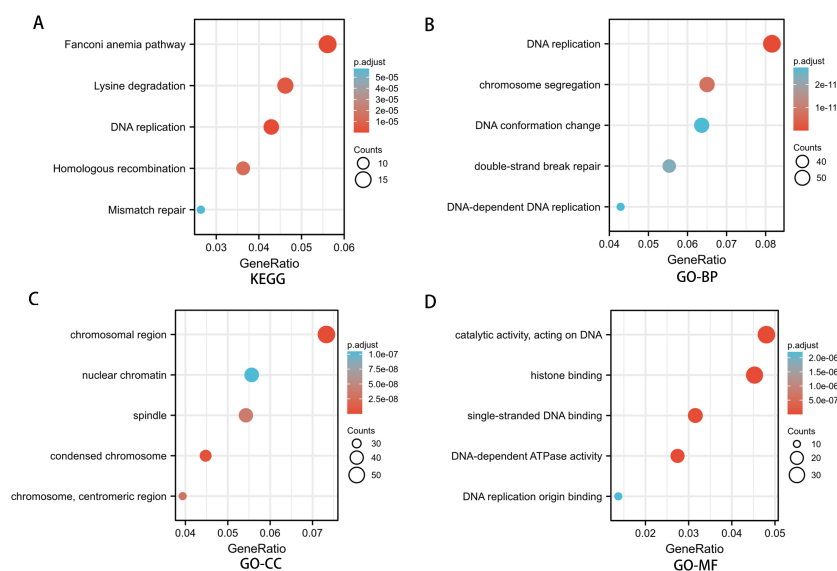 A
Fanconi anemia pathway
Lysine degradation
DNA replication
Homologous recombination
Mismatch repair
0.03 0.04 0.05 0.06
GeneRatio
KEGG
p.adjust
5e-05
4e-05
3e-05
2e-05
1e-05
Counts
10
15
B
DNA replication
chromosome segregation
DNA conformation change
double-strand break repair
DNA-dependent DNA replication
0.04 0.05 0.06 0.07 0.08
GeneRatio
GO-BP
p.adjust
2e-11
1e-11
Counts
40
50
C
chromosomal region
nuclear chromatin
spindle
condensed chromosome
chromosome, centromeric region
0.04 0.05 0.06 0.07
GeneRatio
GO-CC
p.adjust
1.0e-07
7.5e-08
5.0e-08
2.5e-08
Counts
30
40
50
D
catalytic activity, acting on DNA
histone binding
single-stranded DNA binding
DNA-dependent ATPase activity
DNA replication origin binding
0.02 0.03 0.04 0.05
GeneRatio
GO-MF
p.adjust
2.0e-06
1.5e-06
1.0e-06
5.0e-07
Counts
10
20
30